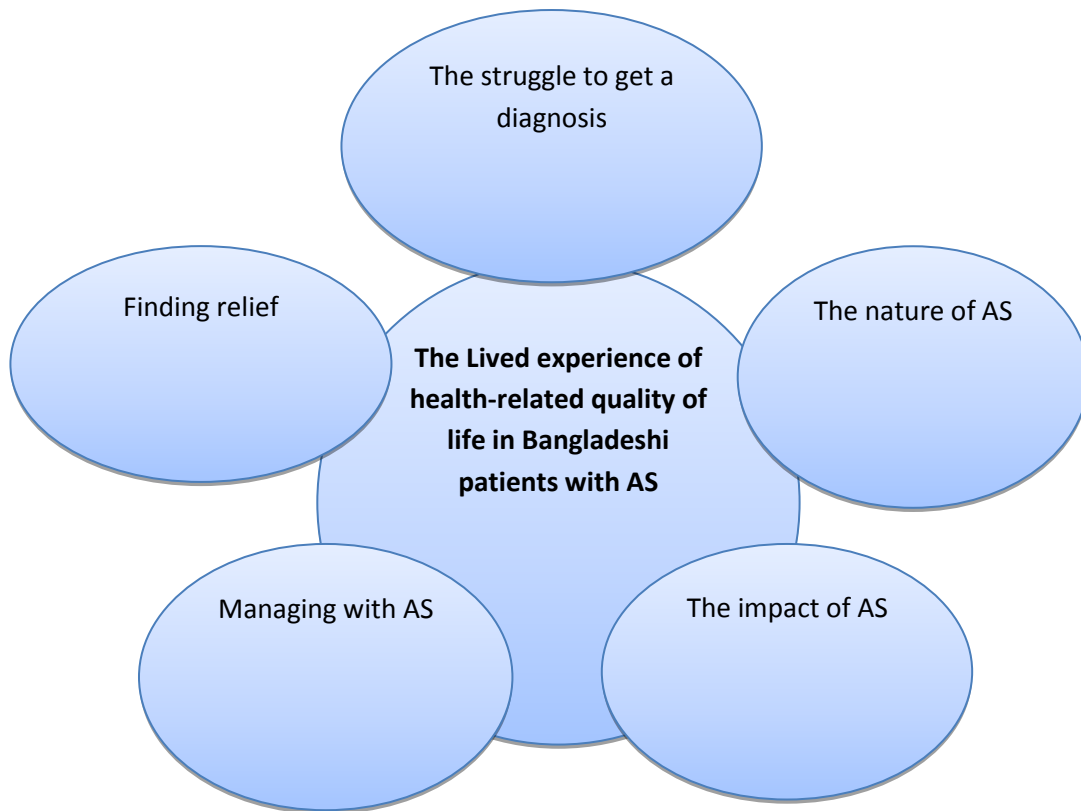 The struggle to get a
diagnosis
Finding relief
The nature of AS
The Lived experience of
health-related quality of
life in Bangladeshi
patients with AS
Managing with AS
The impact of AS